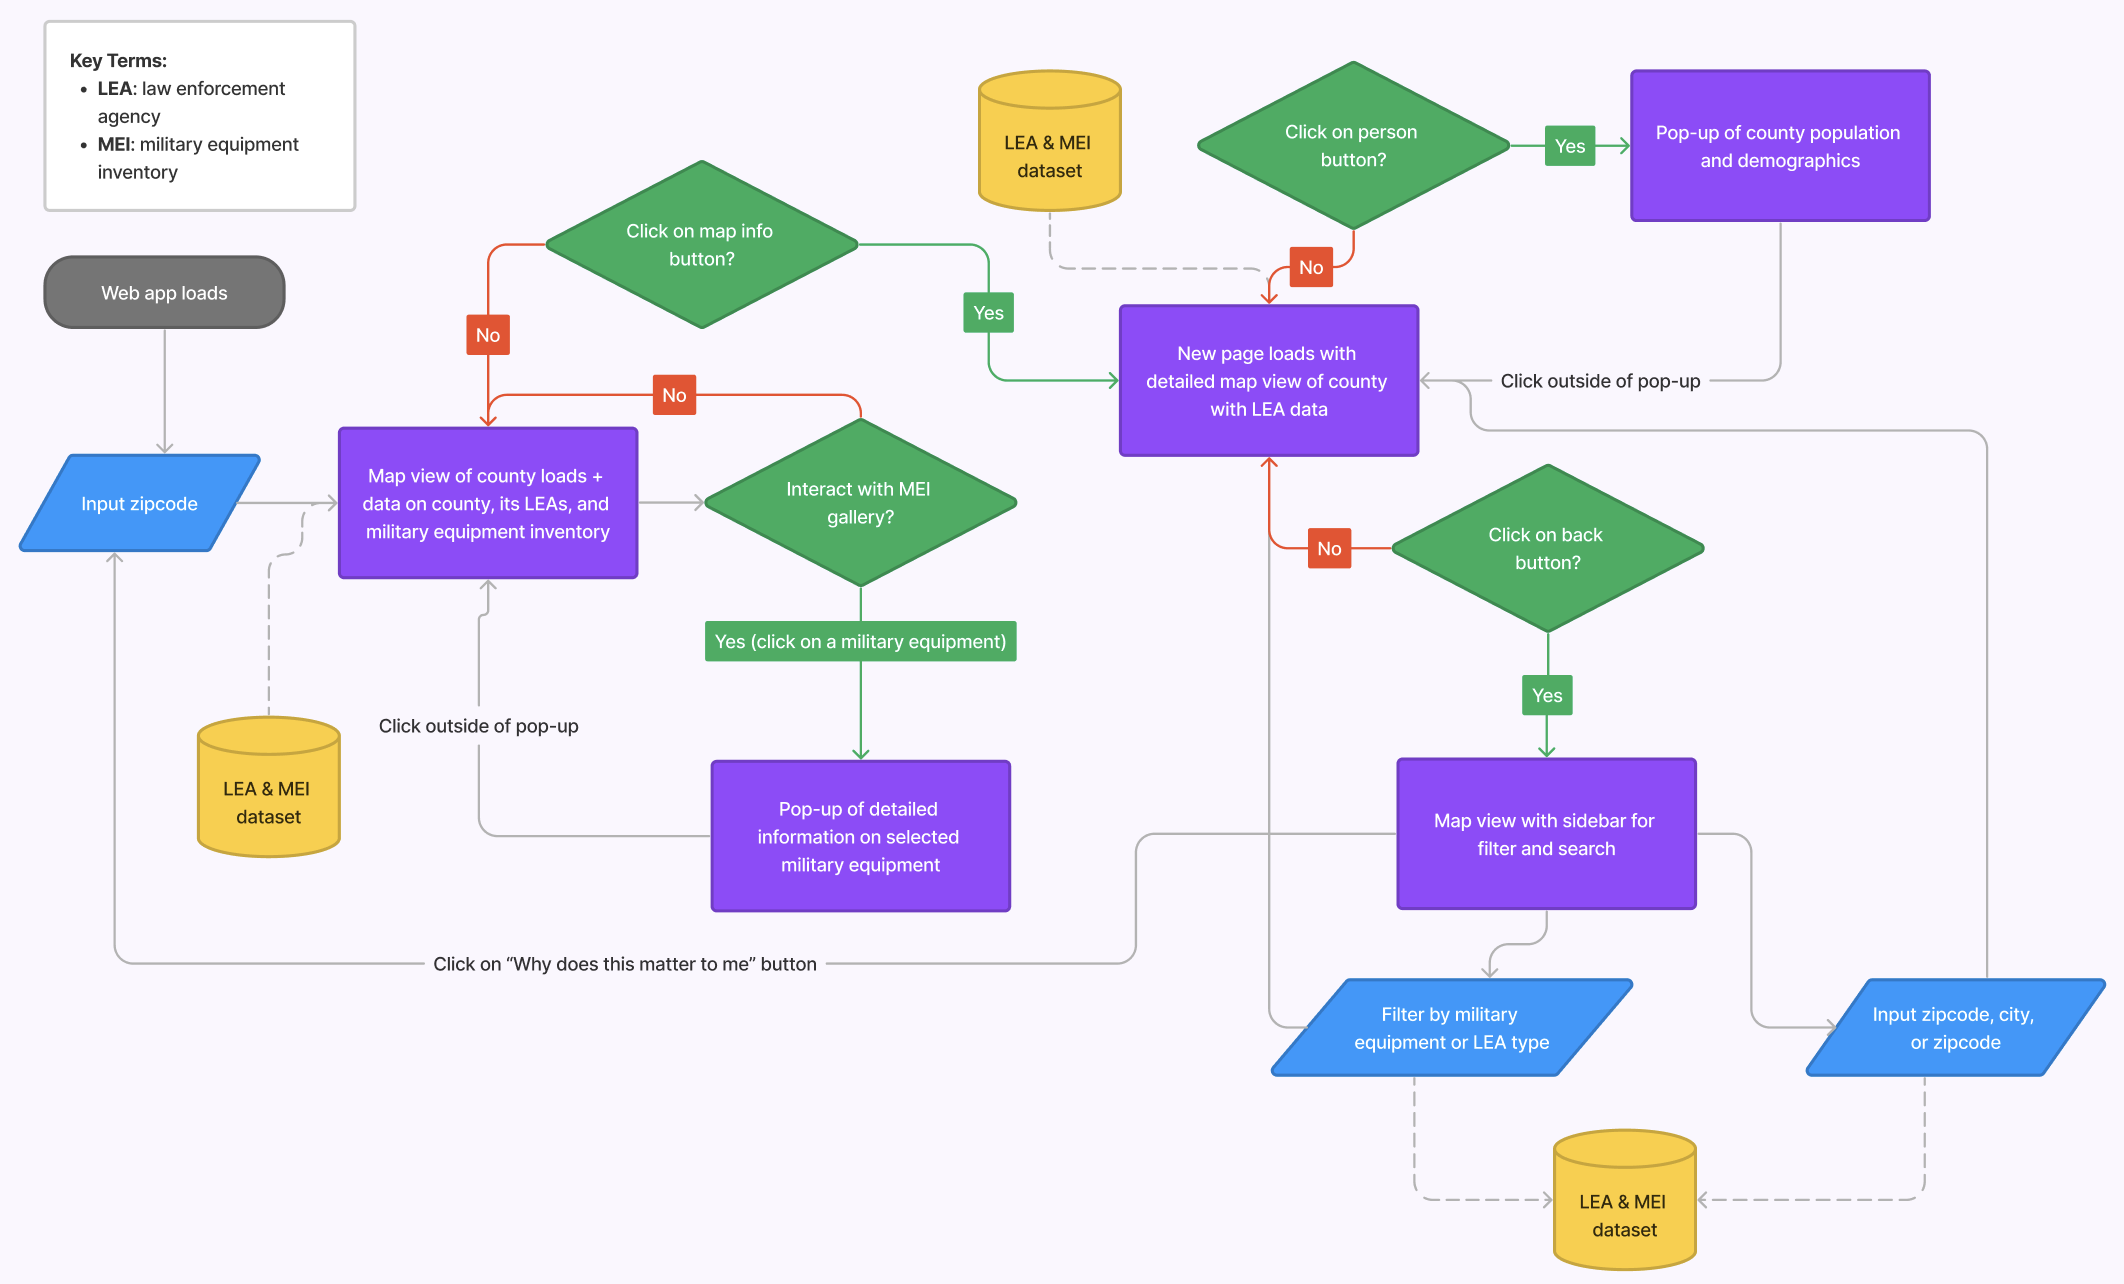 Key Terms:
• LEA: law enforcement
agency
• MEI: military equipment
inventory
Web app loads
Input zipcode
LEA & MEI
dataset
Map view of county loads +
data on county, its LEAs, and
military equipment inventory
Click on map info
button?
No
Yes
No
Interact with MEI
gallery?
Yes (click on a military equipment)
Click outside of pop-up
Pop-up of detailed
information on selected
military equipment
Click on “Why does this matter to me” button
LEA & MEI
dataset
Click on person
button?
Yes
Pop-up of county population
and demographics
No
New page loads with
detailed map view of county
with LEA data
Click outside of pop-up
Click on back
button?
No
Yes
Map view with sidebar for
filter and search
Filter by military
equipment or LEA type
Input zipcode, city,
or zipcode
LEA & MEI
dataset